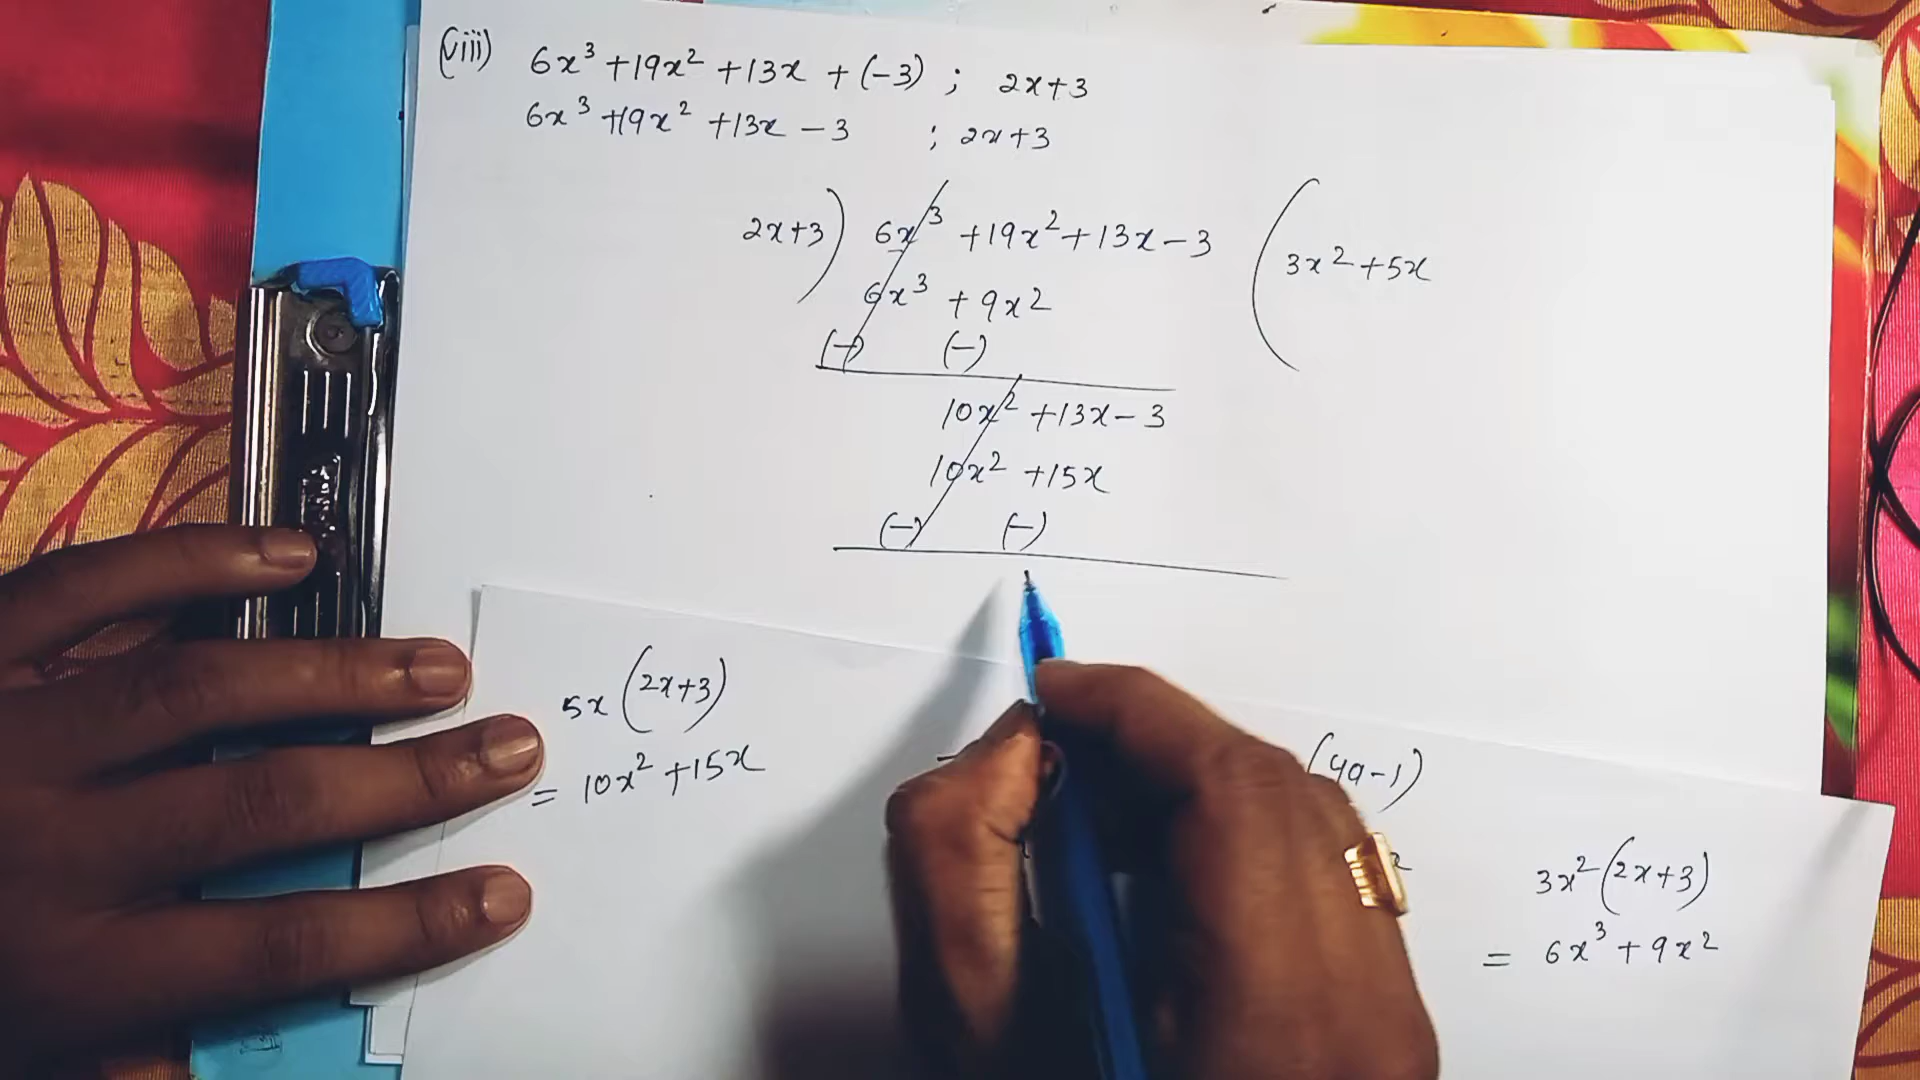 (viii) 6x³ + 19x² + 13x + (-3) ; 2x+3
6x³ + 19x² + 13x - 3 ; 2x+3
2x+3) 6x³ + 19x² + 13x - 3 (3x² + 5x
6x³ + 9x2
(-) (-)
10x² + 13x - 3
10x² + 15x
(-) (-)
5x (2x+3)
= 10x² + 15x
(4a-1)
3x² (2x+3)
= 6x³ + 9x2